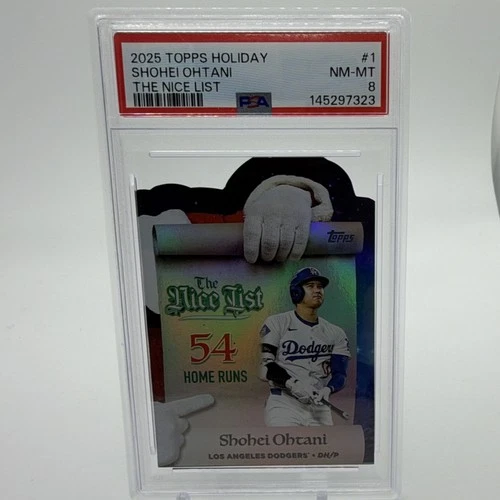 2025 TOPPS HOLIDAY #1
SHOHEI OHTANI NM-MT
THE NICE LIST 8
PSA 145297323
Topps
The
Nice List
54
HOME RUNS
Dodgers
Shohei Ohtani
LOS ANGELES DODGERS • DH/P